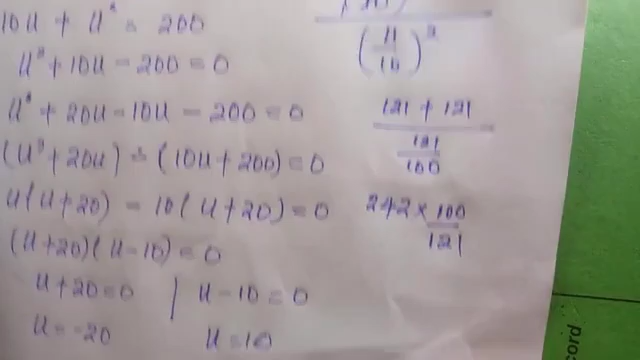 10u + u² = 200
u² + 10u - 200 = 0
u² + 20u - 10u - 200 = 0
(u² + 20u) - (10u + 200) = 0
u(u + 20) - 10(u + 20) = 0
(u + 20)(u - 10) = 0
u + 20 = 0 | u - 10 = 0
u = -20 u = 10
(11/10)²
121 + 121
121/100
242 × 100/121
ord